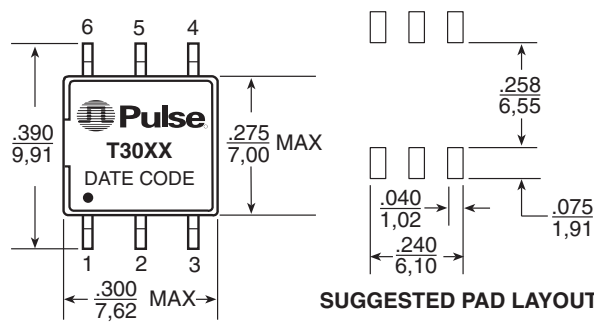 6 5 4
.390
9,91
Pulse
T30XX
DATE CODE
.275
7,00 MAX
1 2 3
.300
7,62 MAX
.258
6,55
.040
1,02
.075
1,91
.240
6,10
SUGGESTED PAD LAYOUT